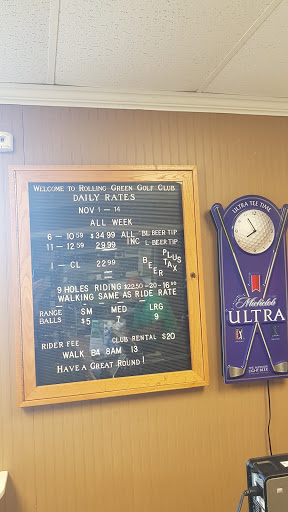 WELCOME TO ROLLING GREEN GOLF CLUB
DAILY RATES
NOV 1 - 14
ALL WEEK
6 - 10 59 $ 34.99 ALL
11 - 12 59 29.99 INC
1 - CL 22.99
BEER TIP
BEER TIP
PLUS
TAX
BEER
9 HOLES RIDING $22.50-20-16.50
WALKING SAME AS RIDE RATE
RANGE BALLS
SM MED LRG
$5 7 9
RIDER FEE
CLUB RENTAL $20
WALK B4 8AM 13
HAVE A GREAT ROUND!
ULTRA TEE TIME
Michelob
ULTRA